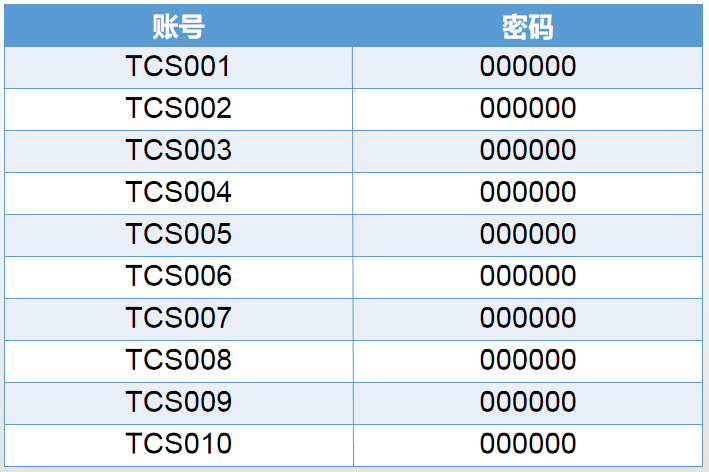 账号 密码
TCS001 000000
TCS002 000000
TCS003 000000
TCS004 000000
TCS005 000000
TCS006 000000
TCS007 000000
TCS008 000000
TCS009 000000
TCS010 000000